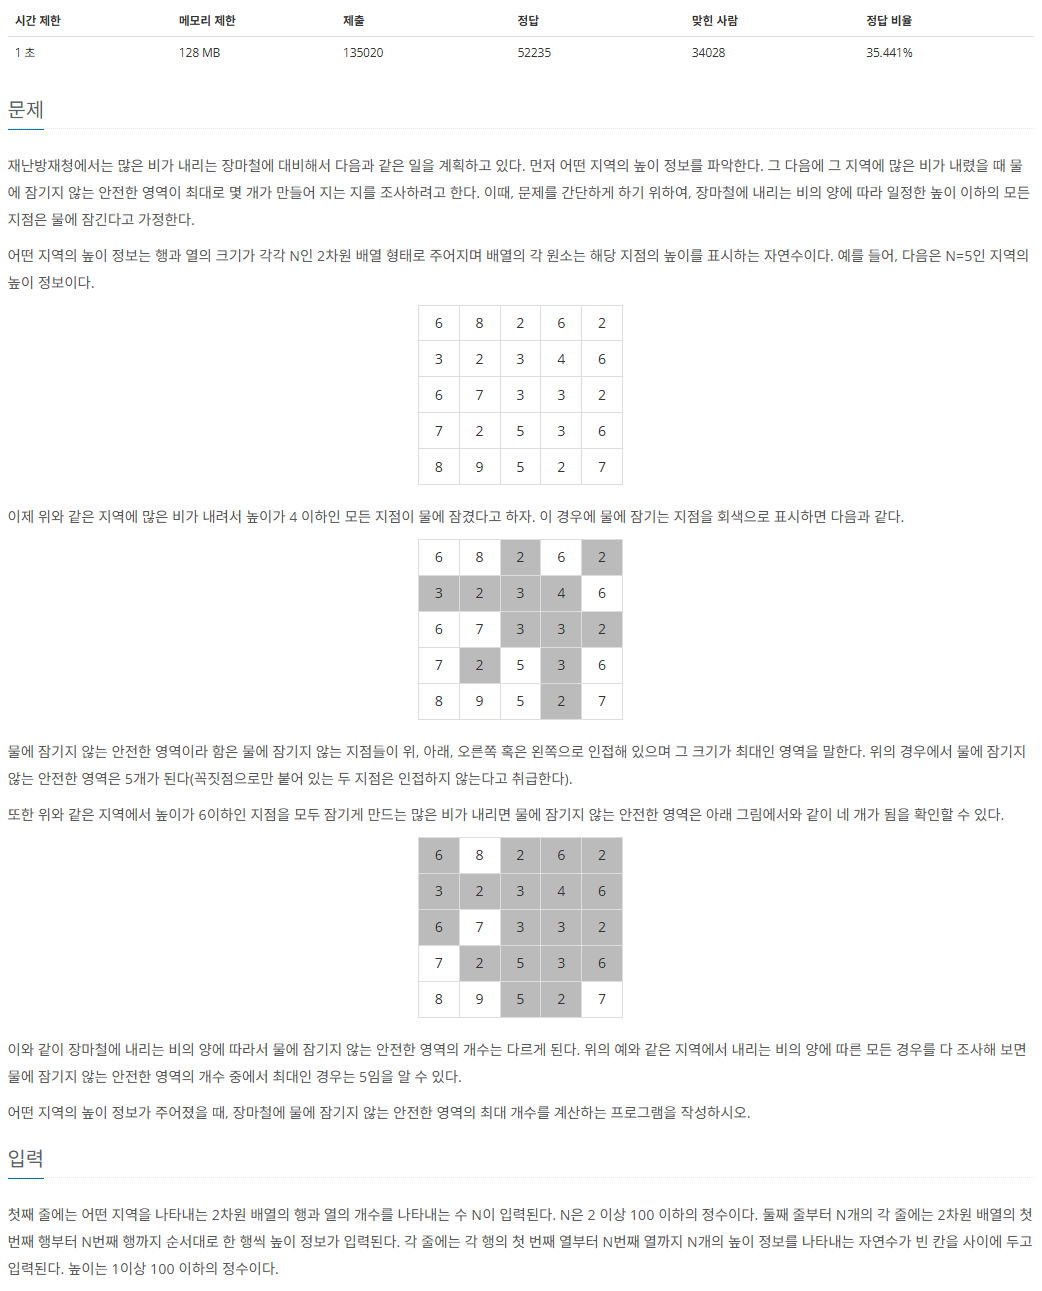 시간 제한 메모리 제한 제출 정답 맞힌 사람 정답 비율
1 초 128 MB 135020 52235 34028 35.441%
문제
재난방재청에서는 많은 비가 내리는 장마철에 대비해서 다음과 같은 일을 계획하고 있다. 먼저 어떤 지역의 높이 정보를 파악한다. 그 다음에 그 지역에 많은 비가 내렸을 때 물
에 잠기지 않는 안전한 영역이 최대로 몇 개가 만들어 지는 지를 조사하려고 한다. 이때, 문제를 간단하게 하기 위하여, 장마철에 내리는 비의 양에 따라 일정한 높이 이하의 모든
지점은 물에 잠긴다고 가정한다.
어떤 지역의 높이 정보는 행과 열의 크기가 각각 N인 2차원 배열 형태로 주어지며 배열의 각 원소는 해당 지점의 높이를 표시하는 자연수이다. 예를 들어, 다음은 N=5인 지역의
높이 정보이다.
6 8 2 6 2
3 2 3 4 6
6 7 3 3 2
7 2 5 3 6
8 9 5 2 7
이제 위와 같은 지역에 많은 비가 내려서 높이가 4 이하인 모든 지점이 물에 잠겼다고 하자. 이 경우에 물에 잠기는 지점을 회색으로 표시하면 다음과 같다.
6 8 2 6 2
3 2 3 4 6
6 7 3 3 2
7 2 5 3 6
8 9 5 2 7
물에 잠기지 않는 안전한 영역이라 함은 물에 잠기지 않는 지점들이 위, 아래, 오른쪽 혹은 왼쪽으로 인접해 있으며 그 크기가 최대인 영역을 말한다. 위의 경우에서 물에 잠기지
않는 안전한 영역은 5개가 된다(꼭짓점으로만 붙어 있는 두 지점은 인접하지 않는다고 취급한다).
또한 위와 같은 지역에서 높이가 6이하인 지점을 모두 잠기게 만드는 많은 비가 내리면 물에 잠기지 않는 안전한 영역은 아래 그림에서와 같이 네 개가 됨을 확인할 수 있다.
6 8 2 6 2
3 2 3 4 6
6 7 3 3 2
7 2 5 3 6
8 9 5 2 7
이와 같이 장마철에 내리는 비의 양에 따라서 물에 잠기지 않는 안전한 영역의 개수는 다르게 된다. 위의 예와 같은 지역에서 내리는 비의 양에 따른 모든 경우를 다 조사해 보면
물에 잠기지 않는 안전한 영역의 개수 중에서 최대인 경우는 5임을 알 수 있다.
어떤 지역의 높이 정보가 주어졌을 때, 장마철에 물에 잠기지 않는 안전한 영역의 최대 개수를 계산하는 프로그램을 작성하시오.
입력
첫째 줄에는 어떤 지역을 나타내는 2차원 배열의 행과 열의 개수를 나타내는 수 N이 입력된다. N은 2 이상 100 이하의 정수이다. 둘째 줄부터 N개의 각 줄에는 2차원 배열의 첫
번째 행부터 N번째 행까지 순서대로 한 행씩 높이 정보가 입력된다. 각 줄에는 각 행의 첫 번째 열부터 N번째 열까지 N개의 높이 정보를 나타내는 자연수가 빈 칸을 사이에 두고
입력된다. 높이는 1이상 100 이하의 정수이다.